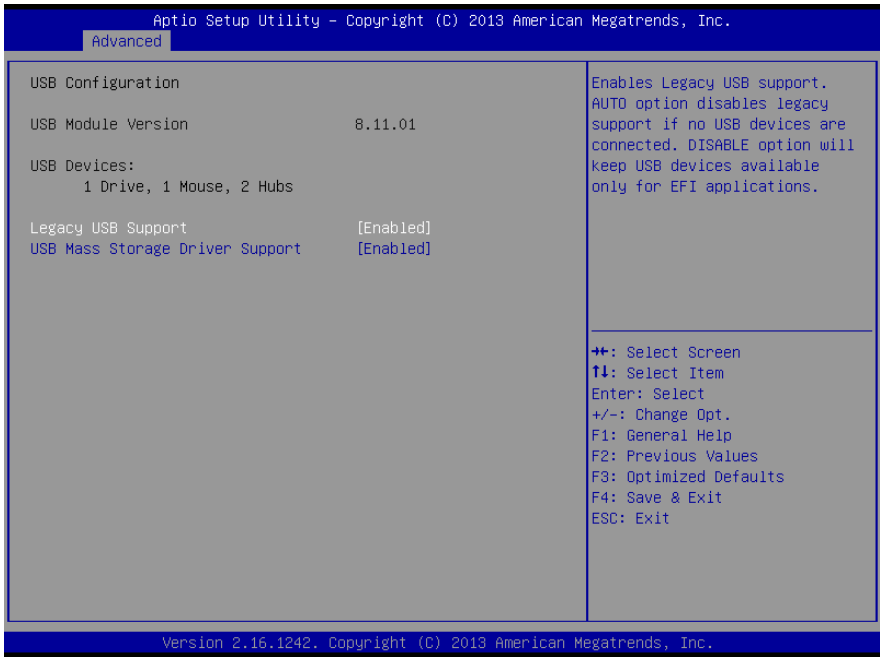 Aptio Setup Utility – Copyright (C) 2013 American Megatrends, Inc.
Advanced
USB Configuration
USB Module Version 8.11.01
USB Devices:
1 Drive, 1 Mouse, 2 Hubs
Legacy USB Support [Enabled]
USB Mass Storage Driver Support [Enabled]
Enables Legacy USB support.
AUTO option disables legacy
support if no USB devices are
connected. DISABLE option will
keep USB devices available
only for EFI applications.
→←: Select Screen
↑↓: Select Item
Enter: Select
+/-: Change Opt.
F1: General Help
F2: Previous Values
F3: Optimized Defaults
F4: Save & Exit
ESC: Exit
Version 2.16.1242. Copyright (C) 2013 American Megatrends, Inc.